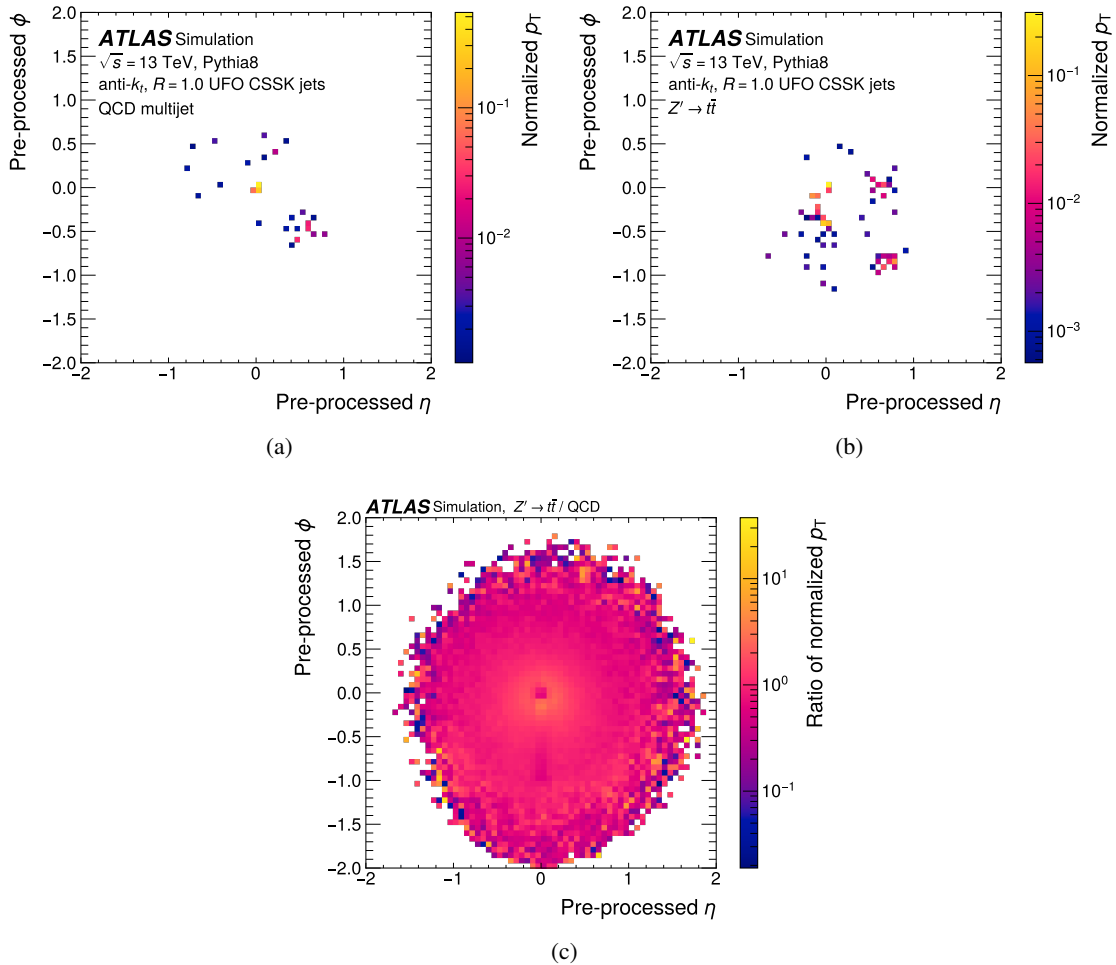 ATLAS Simulation
√s = 13 TeV, Pythia8
anti-kₜ, R = 1.0 UFO CSSK jets
QCD multijet
Pre-processed ϕ
2.0
1.5
1.0
0.5
0.0
−0.5
−1.0
−1.5
−2.0
−2
−1
0
1
2
Pre-processed η
Normalized p_T
10⁻¹
10⁻²
(a)
ATLAS Simulation
√s = 13 TeV, Pythia8
anti-kₜ, R = 1.0 UFO CSSK jets
Z′ → tt̄
Pre-processed ϕ
2.0
1.5
1.0
0.5
0.0
−0.5
−1.0
−1.5
−2.0
−2
−1
0
1
2
Pre-processed η
Normalized p_T
10⁻¹
10⁻²
10⁻³
(b)
ATLAS Simulation, Z′ → tt̄ / QCD
Pre-processed ϕ
2.0
1.5
1.0
0.5
0.0
−0.5
−1.0
−1.5
−2.0
−2
−1
0
1
2
Pre-processed η
Ratio of normalized p_T
10¹
10⁰
10⁻¹
(c)